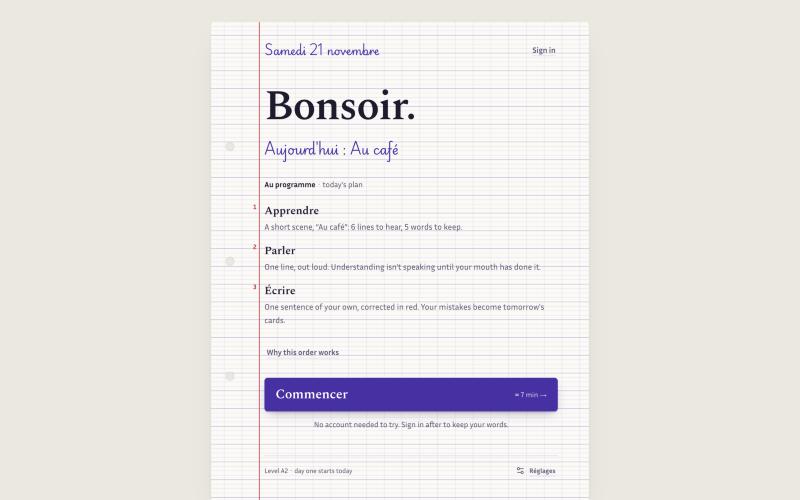 Samedi 21 novembre
Sign in
Bonsoir.
Aujourd'hui : Au café
Au programme · today's plan
1 Apprendre
A short scene, "Au café": 6 lines to hear, 5 words to keep.
2 Parler
One line, out loud. Understanding isn't speaking until your mouth has done it.
3 Écrire
One sentence of your own, corrected in red. Your mistakes become tomorrow's
cards.
Why this order works
Commencer ≈ 7 min →
No account needed to try. Sign in after to keep your words.
Level A2 · day one starts today
Réglages